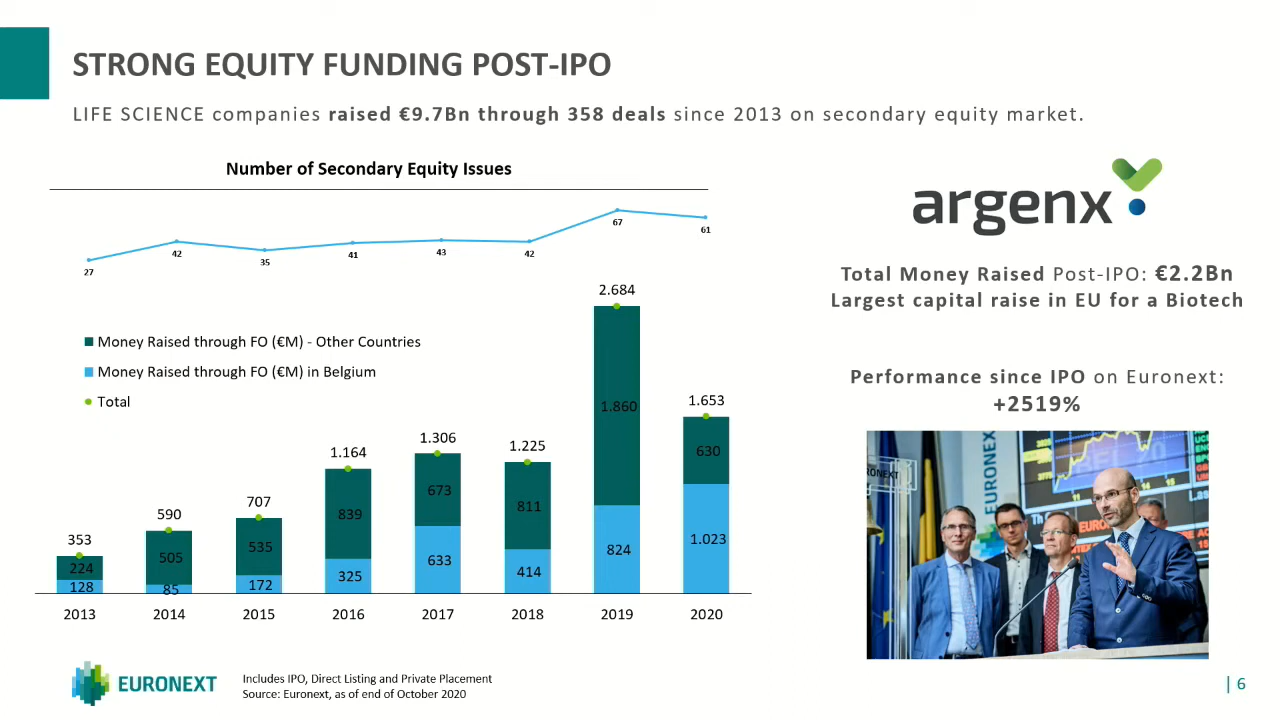 STRONG EQUITY FUNDING POST-IPO
LIFE SCIENCE companies raised €9.7Bn through 358 deals since 2013 on secondary equity market.
Number of Secondary Equity Issues
27
42
35
41
43
42
67
61
Money Raised through FO (€M) - Other Countries
Money Raised through FO (€M) in Belgium
Total
353
590
707
1.164
1.306
1.225
2.684
1.653
224
505
535
839
673
811
1.860
630
128
85
172
325
633
414
824
1.023
2013
2014
2015
2016
2017
2018
2019
2020
argenx
Total Money Raised Post-IPO: €2.2Bn
Largest capital raise in EU for a Biotech
Performance since IPO on Euronext:
+2519%
EURONEXT
EURONEXT
BEL 20
EURONEXT
Includes IPO, Direct Listing and Private Placement
Source: Euronext, as of end of October 2020
| 6